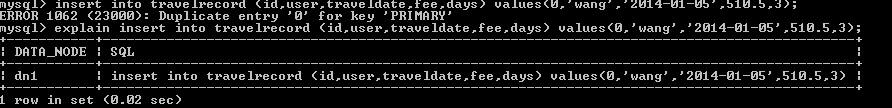 mysql> insert into travelrecord (id,user,traveldate,fee,days) values(0,'wang','2014-01-05',510.5,3);
ERROR 1062 (23000): Duplicate entry '0' for key 'PRIMARY'
mysql> explain insert into travelrecord (id,user,traveldate,fee,days) values(0,'wang','2014-01-05',510.5,3);
+-----------+----------------------------------------------------------------------------------------------+
| DATA_NODE | SQL                                                                                          |
+-----------+----------------------------------------------------------------------------------------------+
| dn1       | insert into travelrecord (id,user,traveldate,fee,days) values(0,'wang','2014-01-05',510.5,3) |
+-----------+----------------------------------------------------------------------------------------------+
1 row in set (0.02 sec)